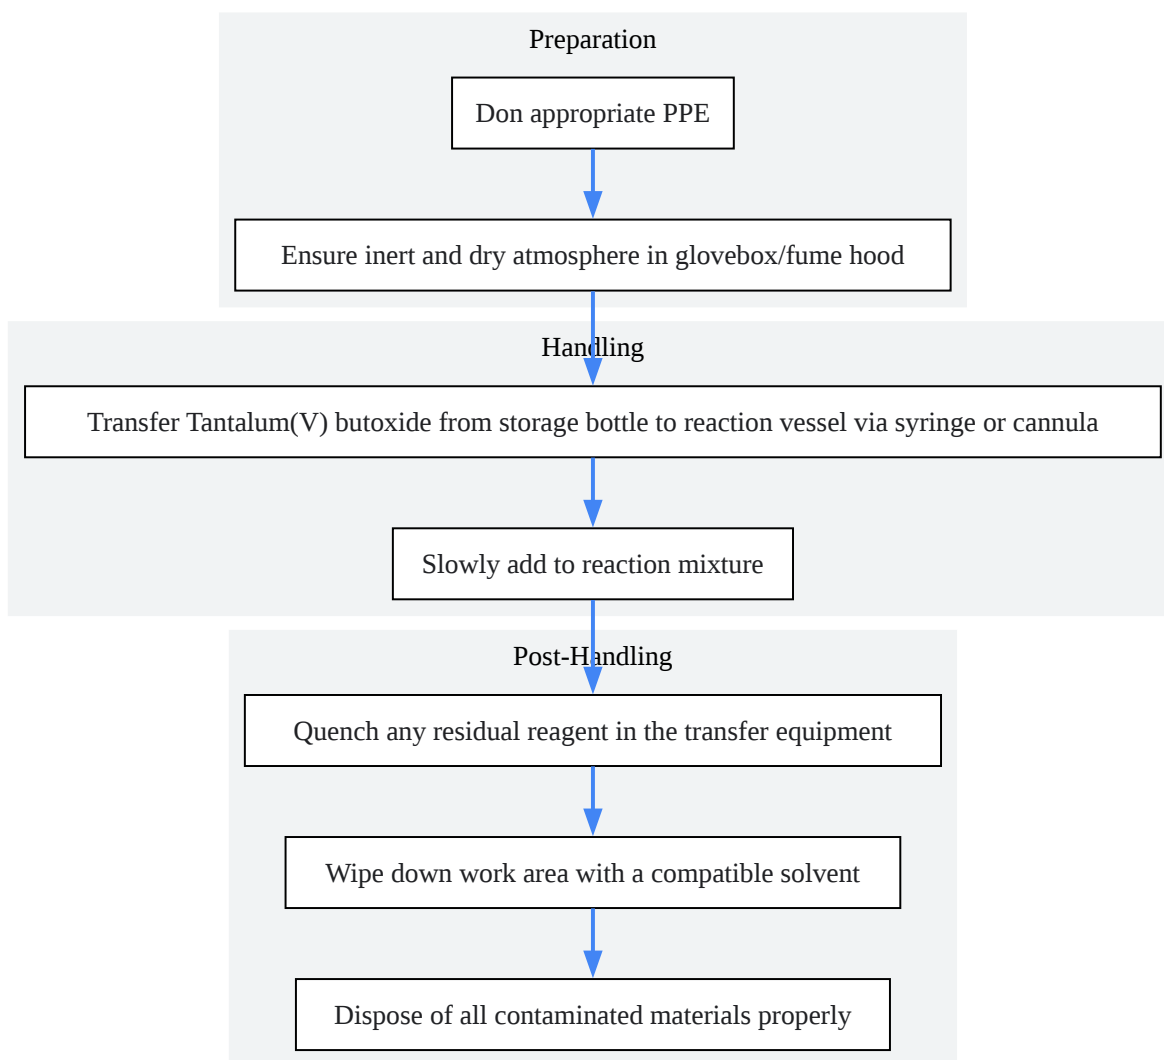 Preparation
Don appropriate PPE
Ensure inert and dry atmosphere in glovebox/fume hood
Handling
Transfer Tantalum(V) butoxide from storage bottle to reaction vessel via syringe or cannula
Slowly add to reaction mixture
Post-Handling
Quench any residual reagent in the transfer equipment
Wipe down work area with a compatible solvent
Dispose of all contaminated materials properly